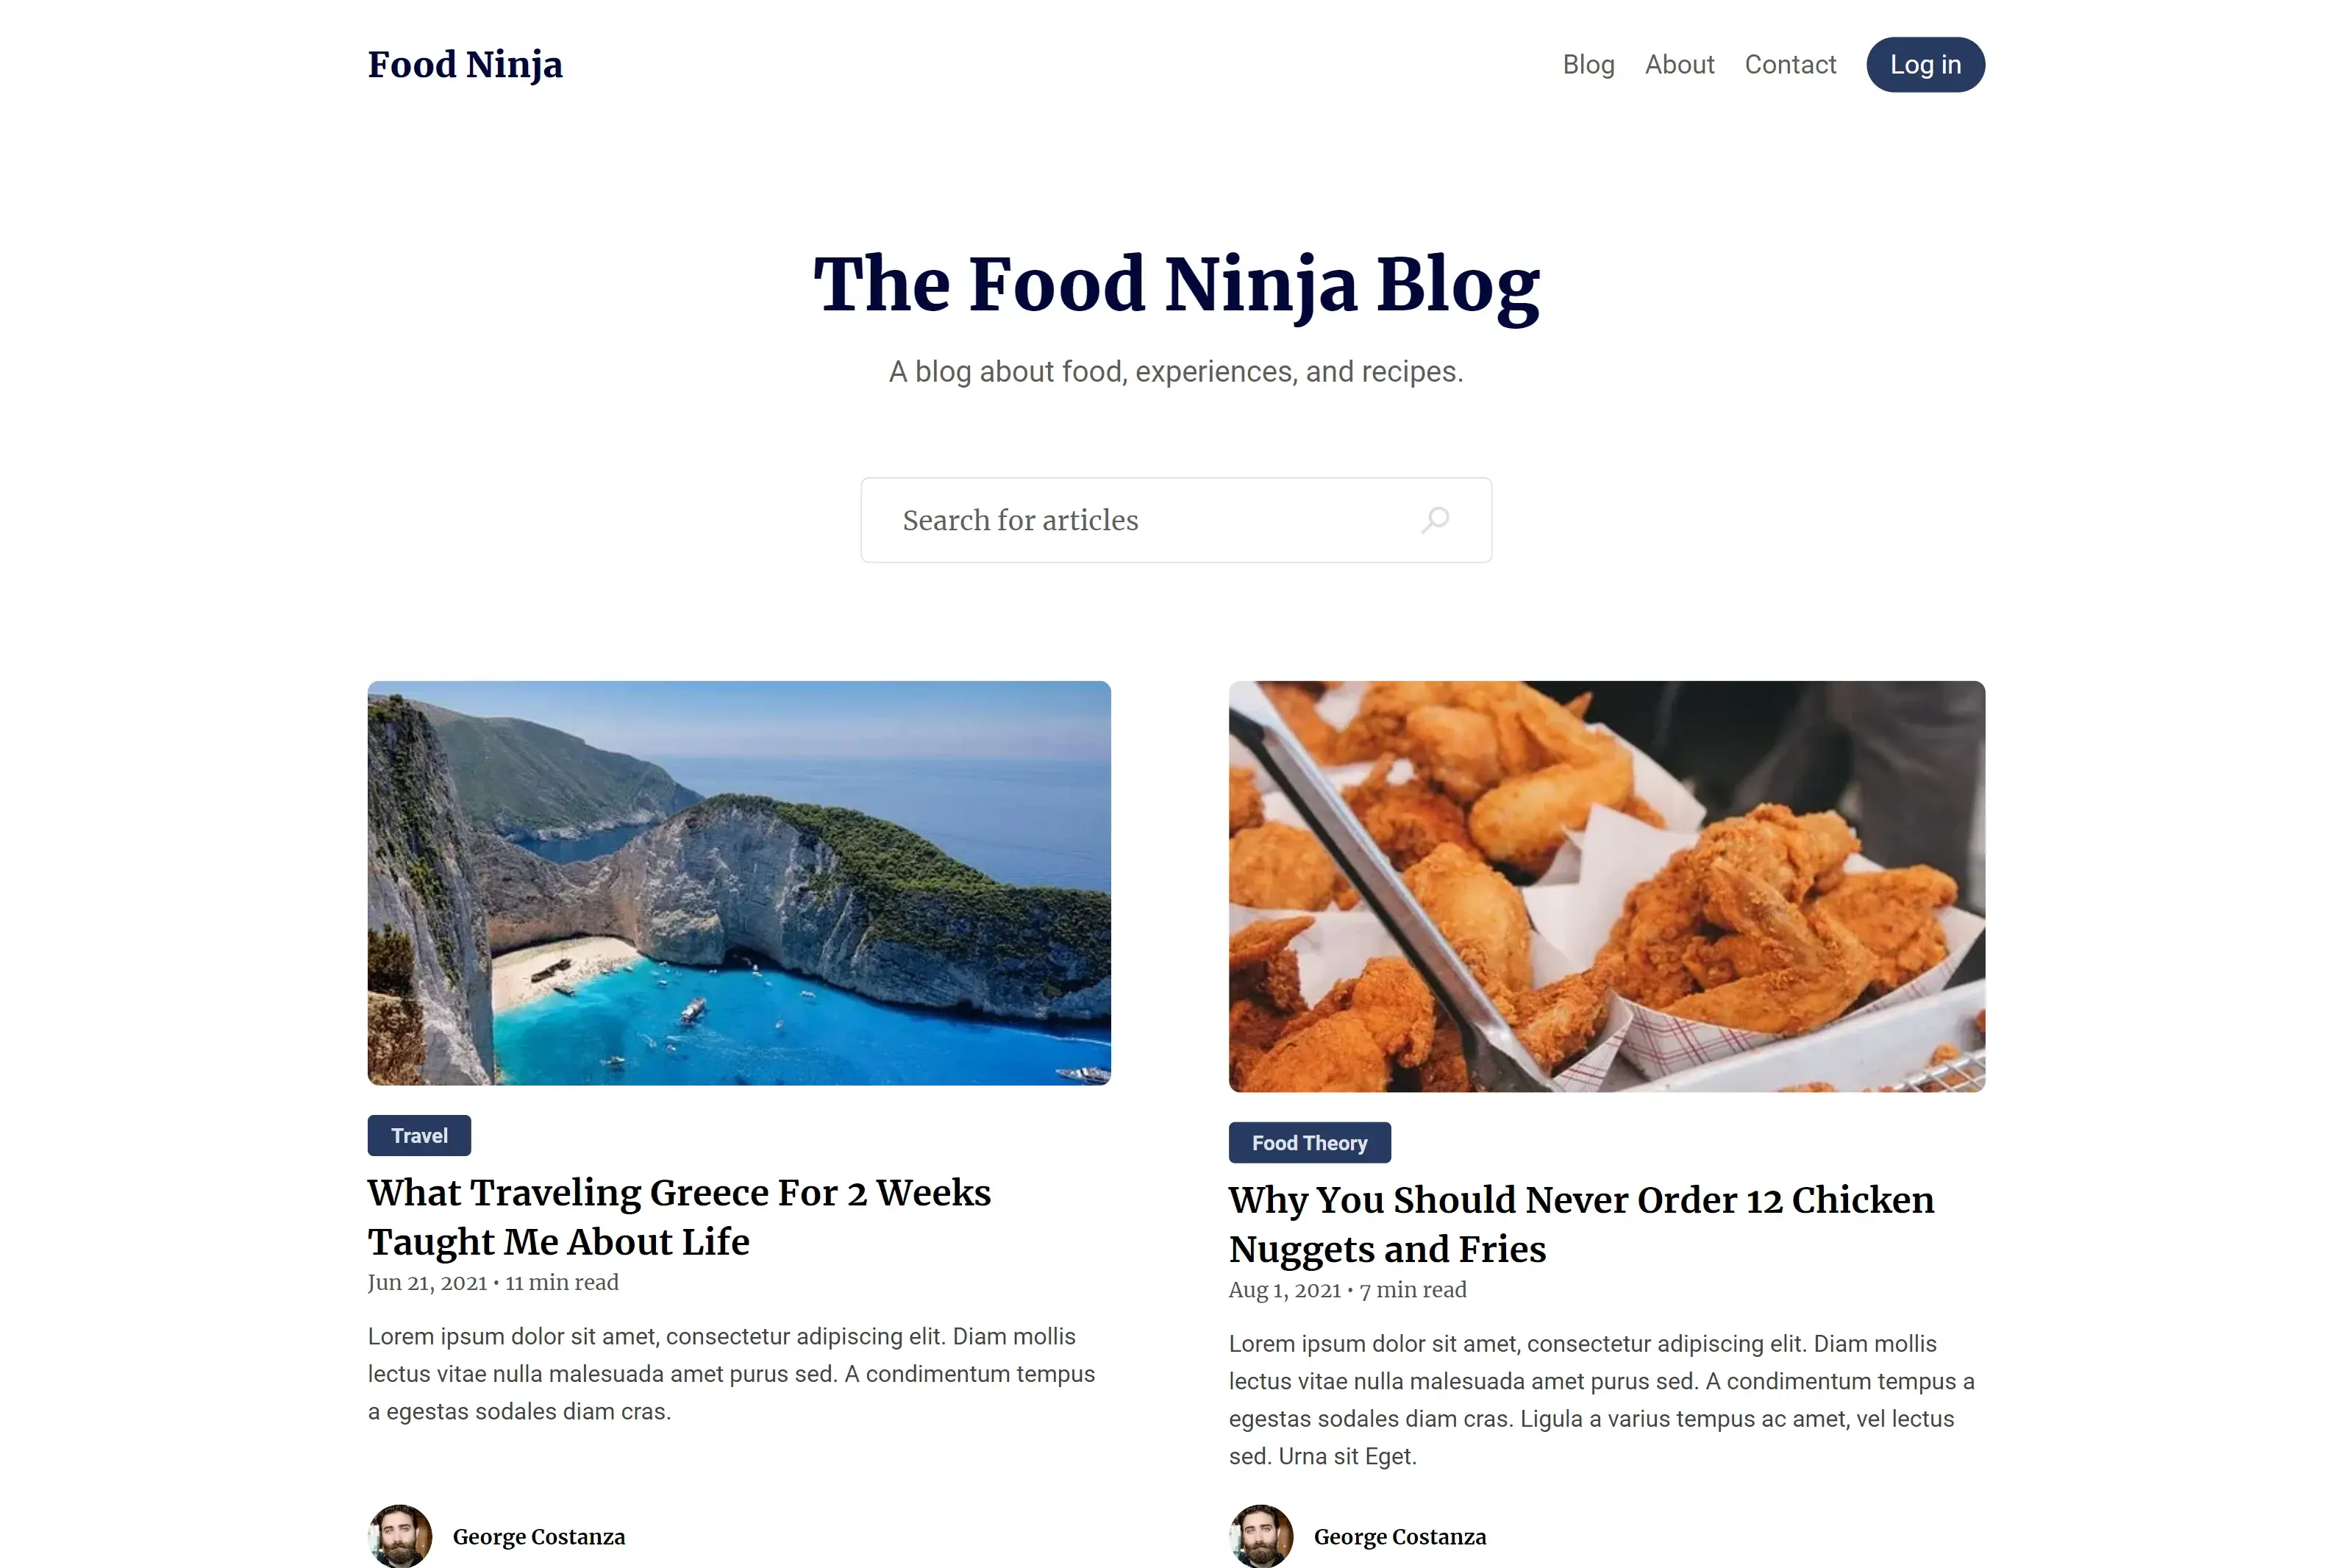 Food Ninja
Blog About Contact Log in
The Food Ninja Blog
A blog about food, experiences, and recipes.
Search for articles
Travel
What Traveling Greece For 2 Weeks
Taught Me About Life
Jun 21, 2021 • 11 min read
Lorem ipsum dolor sit amet, consectetur adipiscing elit. Diam mollis
lectus vitae nulla malesuada amet purus sed. A condimentum tempus
a egestas sodales diam cras.
George Costanza
Food Theory
Why You Should Never Order 12 Chicken
Nuggets and Fries
Aug 1, 2021 • 7 min read
Lorem ipsum dolor sit amet, consectetur adipiscing elit. Diam mollis
lectus vitae nulla malesuada amet purus sed. A condimentum tempus a
egestas sodales diam cras. Ligula a varius tempus ac amet, vel lectus
sed. Urna sit Eget.
George Costanza